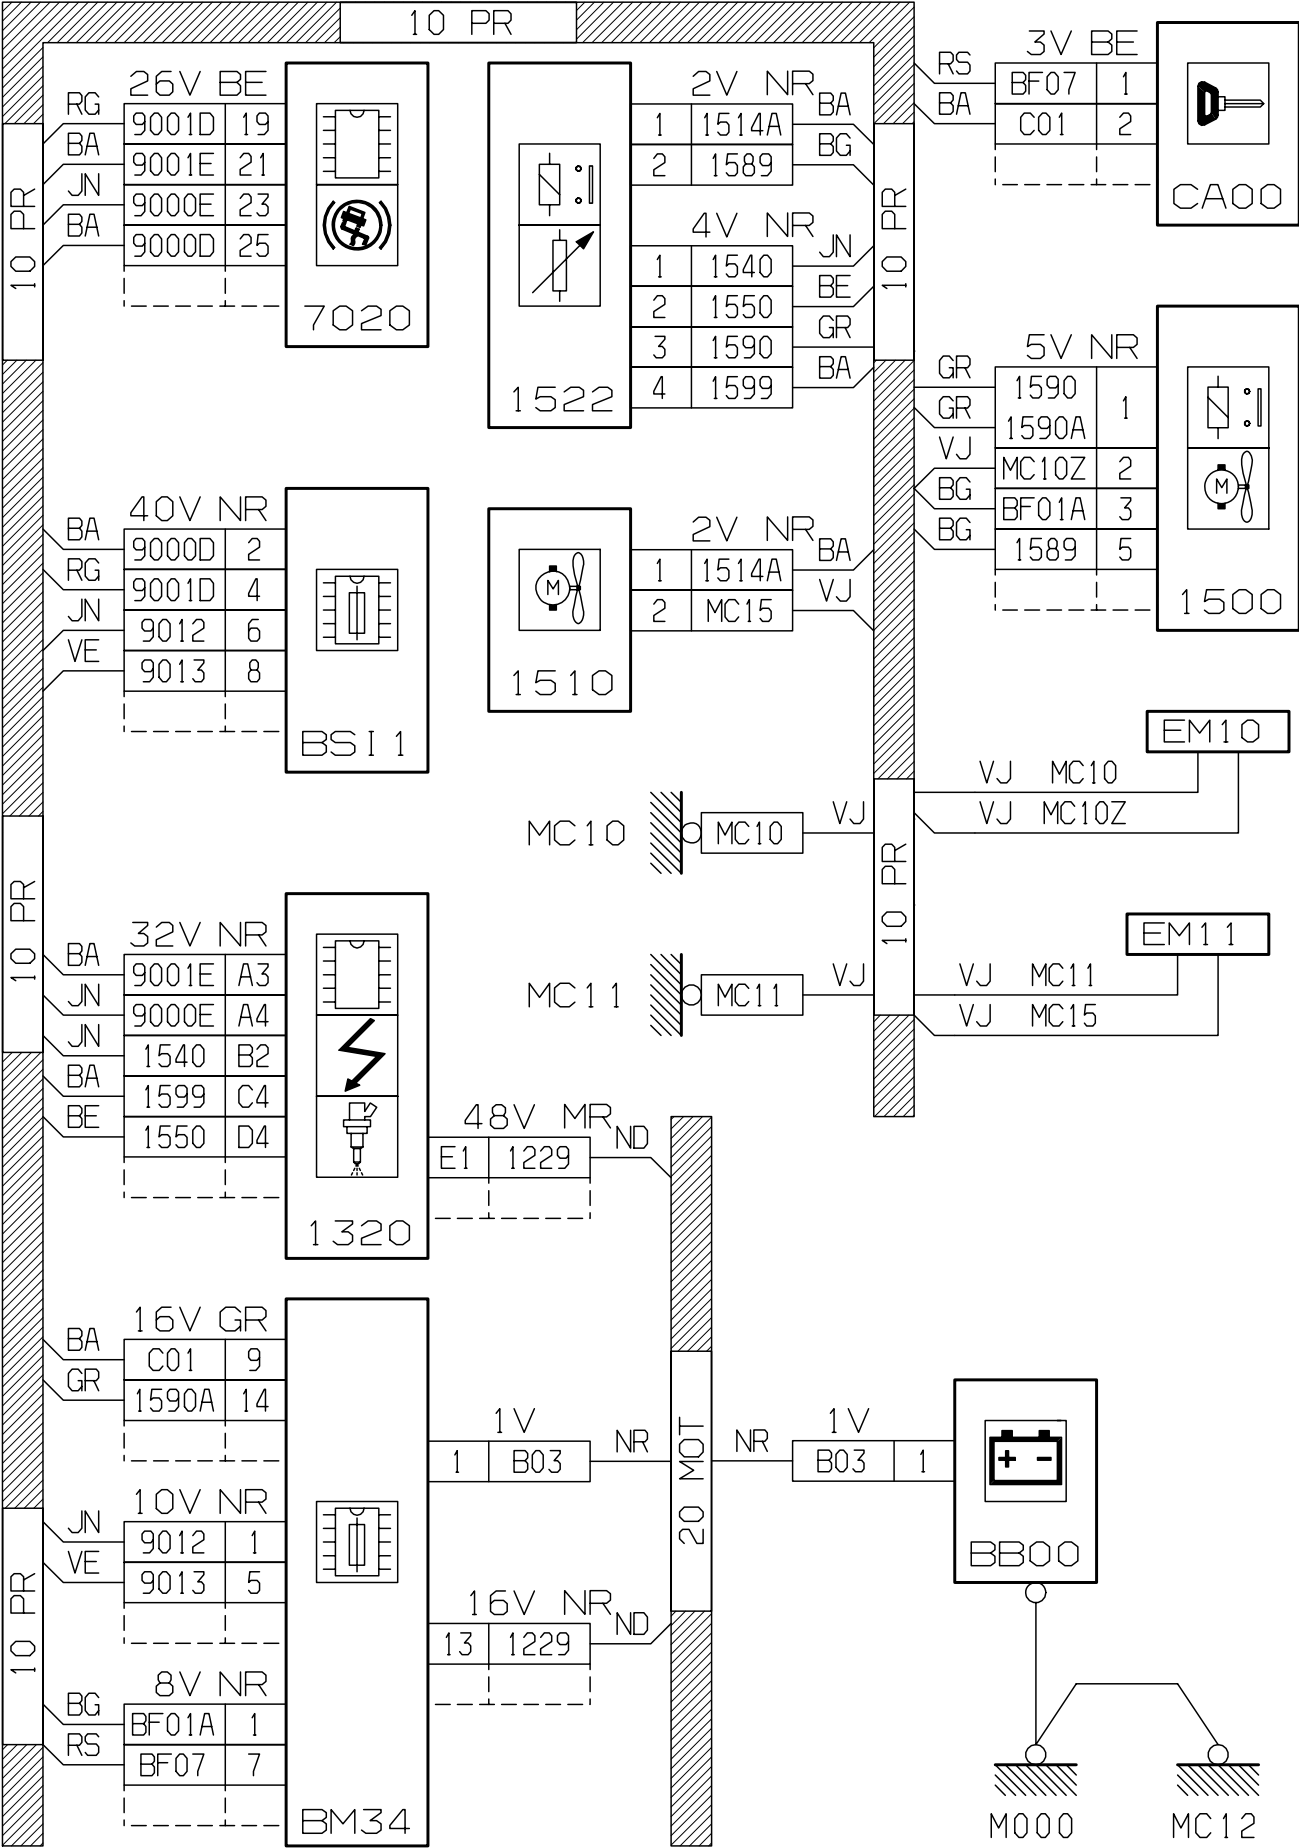 10 PR
10 PR
26V BE
RG 9001D 19
BA 9001E 21
JN 9000E 23
BA 9000D 25
7020
2V NR
1 1514A BA
2 1589 BG
4V NR
1 1540 JN
2 1550 BE
3 1590 GR
4 1599 BA
1522
10 PR
3V BE
RS BF07 1
BA C01 2
CA00
5V NR
GR 1590 1
GR 1590A
VJ MC10Z 2
BG BF01A 3
BG 1589 5
M
1500
40V NR
BA 9000D 2
RG 9001D 4
JN 9012 6
VE 9013 8
BSI1
2V NR
1 1514A BA
2 MC15 VJ
M
1510
EM10
VJ MC10
VJ MC10Z
MC10 MC10 VJ
10 PR
EM11
VJ MC11
VJ MC15
MC11 MC11 VJ
10 PR
32V NR
BA 9001E A3
JN 9000E A4
JN 1540 B2
BA 1599 C4
BE 1550 D4
1320
48V MR
E1 1229 ND
16V GR
BA C01 9
GR 1590A 14
1V
1 B03 NR
20 MOT
1V
NR B03 1
+ -
BB00
10 PR
10V NR
JN 9012 1
VE 9013 5
16V NR
13 1229 ND
8V NR
BG BF01A 1
RS BF07 7
BM34
M000 MC12